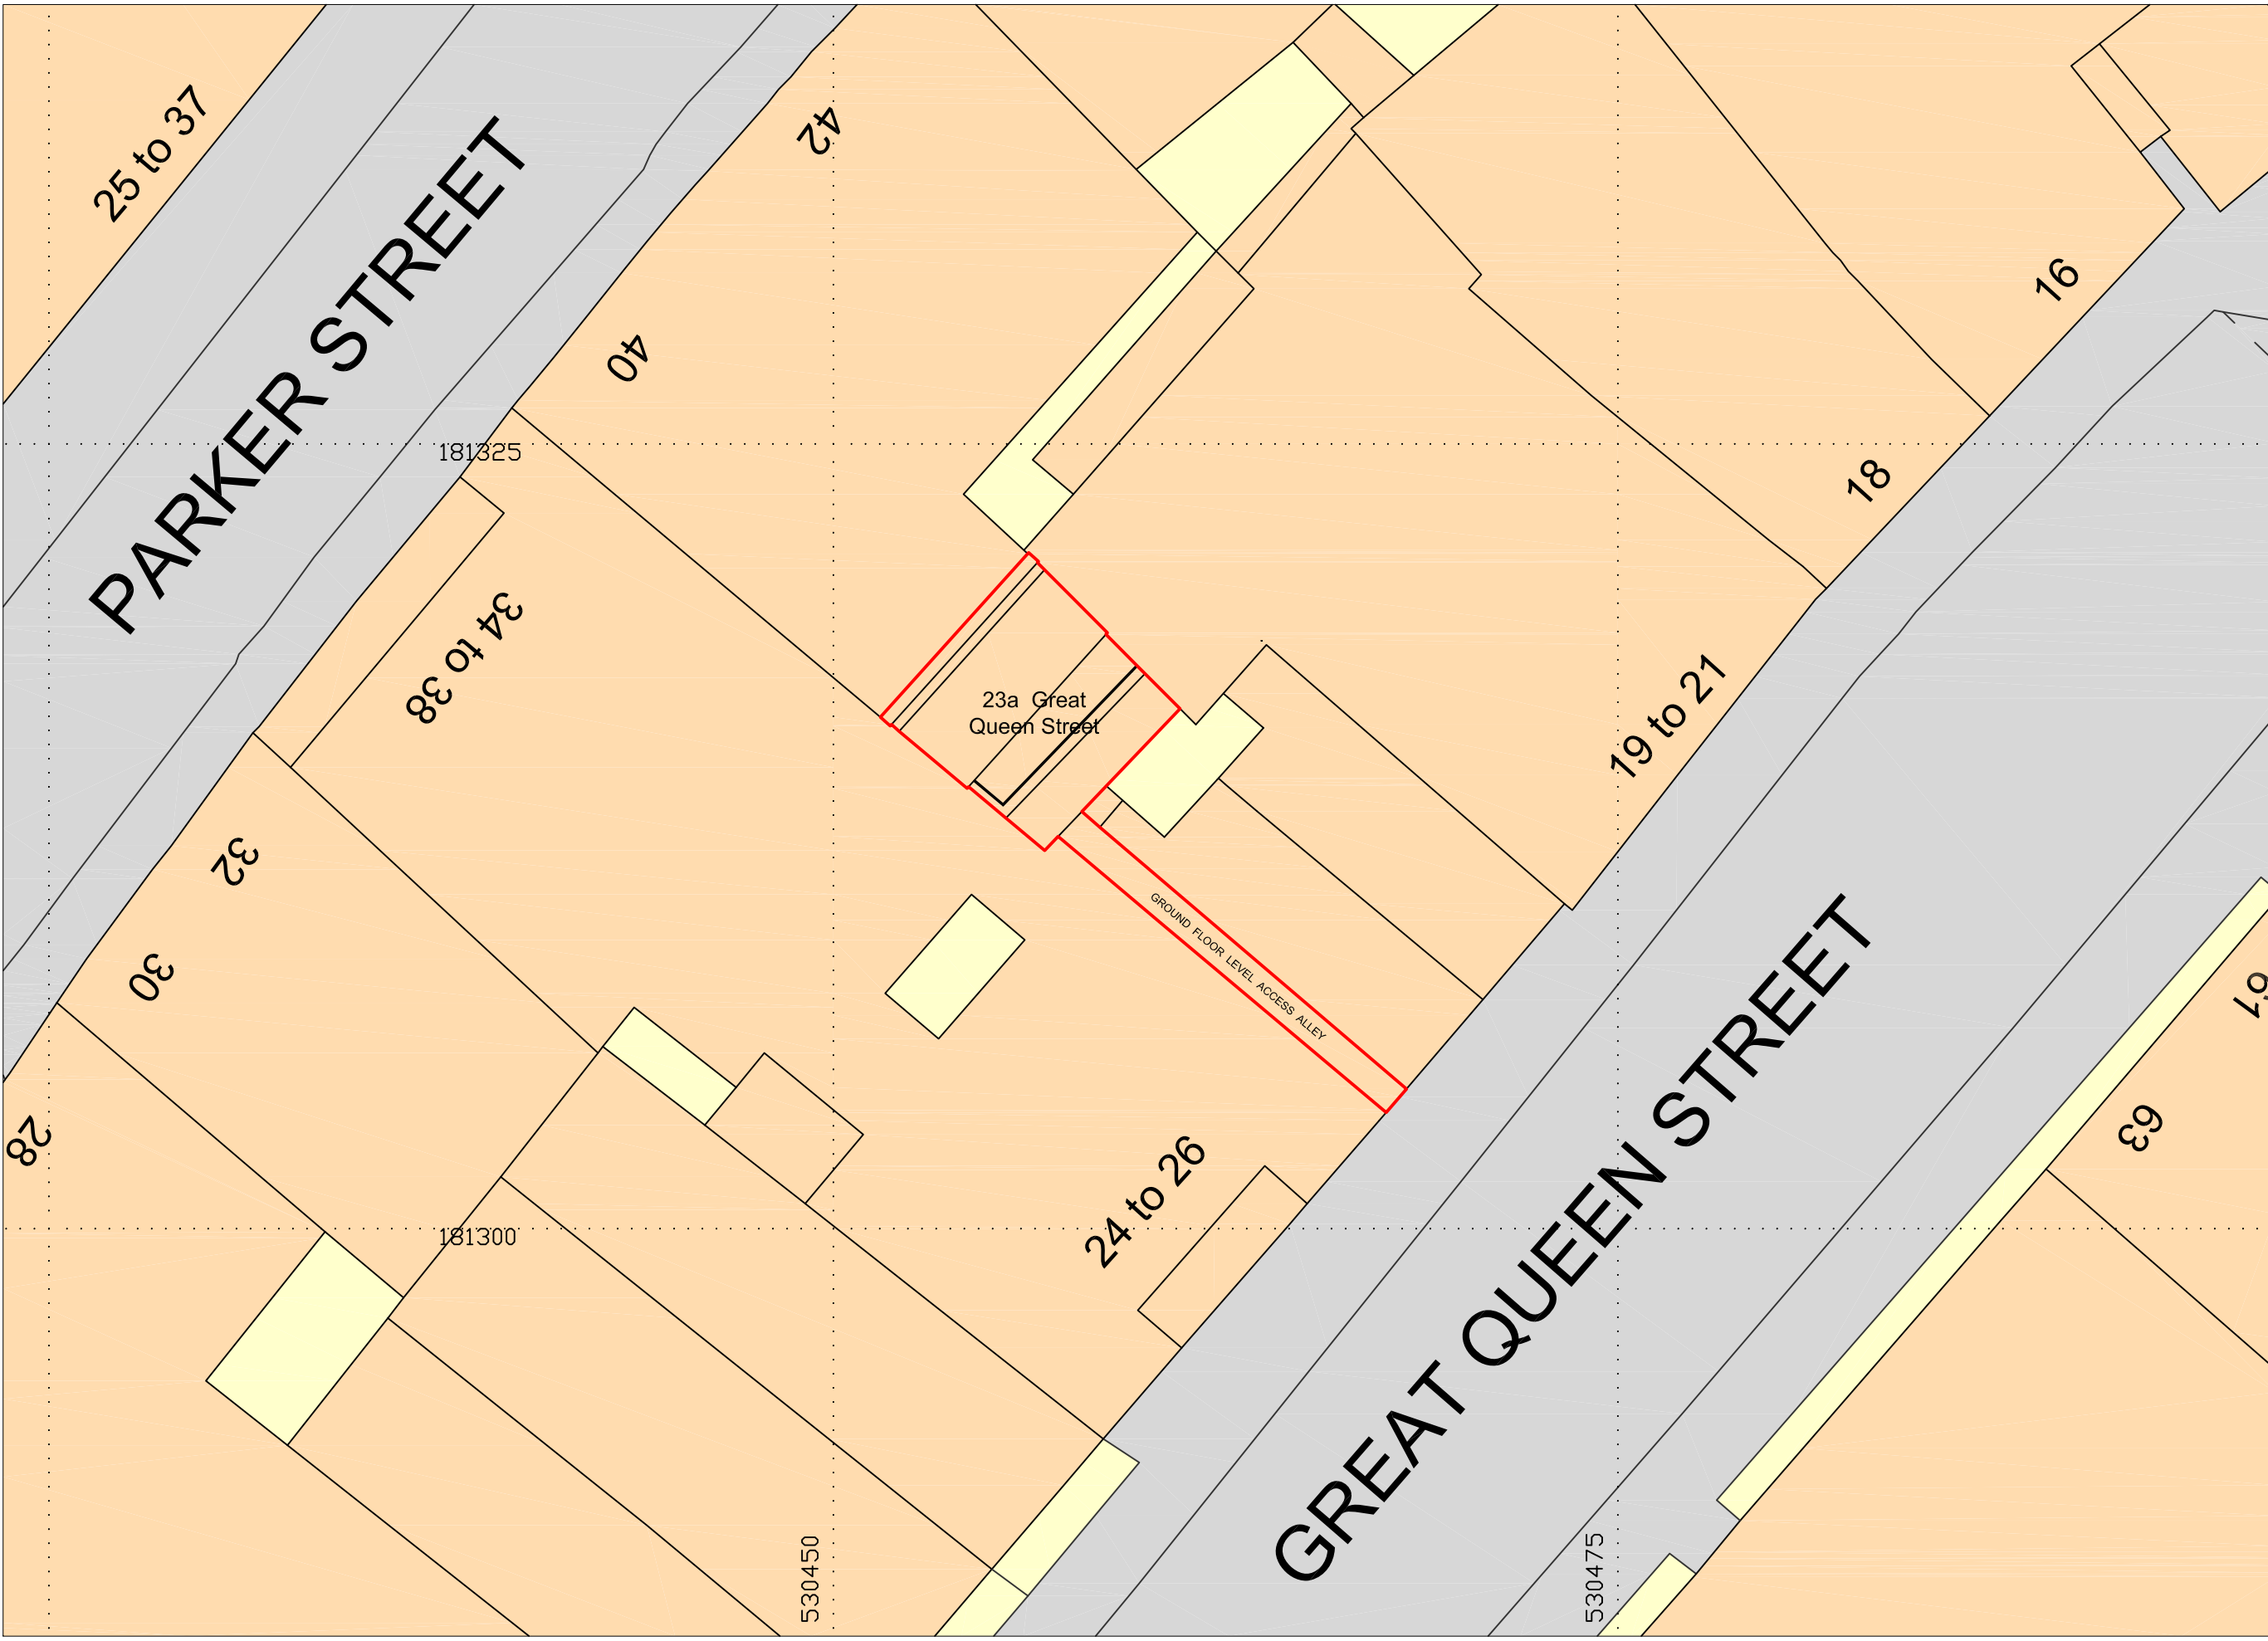 25 to 37
PARKER STREET
42
40
16
181325
18
34 to 38
23a Great
Queen Street
19 to 21
32
30
GROUND FLOOR LEVEL ACCESS ALLEY
61
63
28
24 to 26
181300
GREAT QUEEN STREET
530450
530475